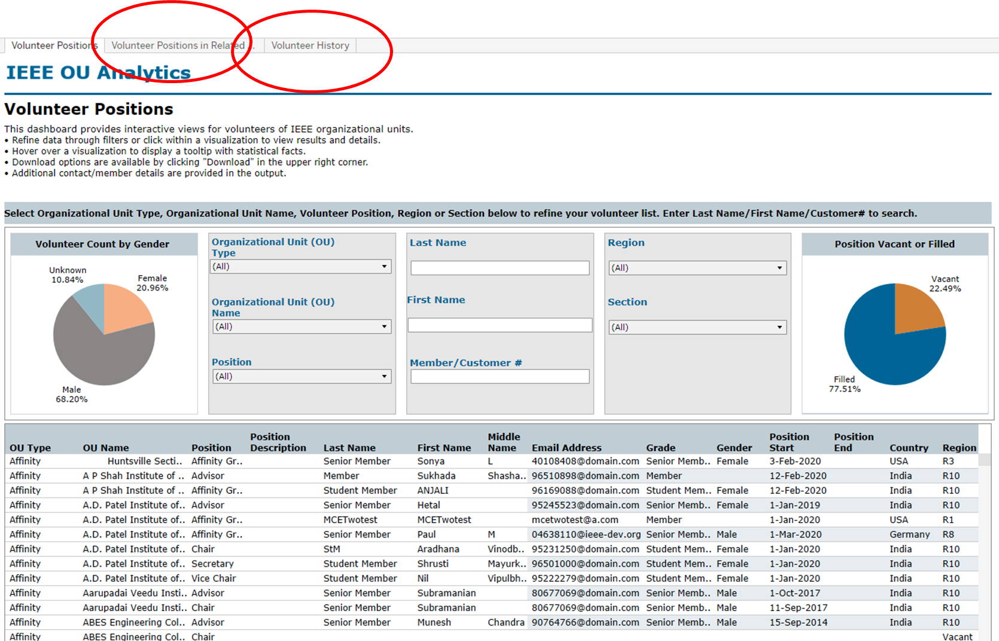 Volunteer Positions Volunteer Positions in Related .. Volunteer History
IEEE OU Analytics
Volunteer Positions
This dashboard provides interactive views for volunteers of IEEE organizational units.
• Refine data through filters or click within a visualization to view results and details.
• Hover over a visualization to display a tooltip with statistical facts.
• Download options are available by clicking "Download" in the upper right corner.
• Additional contact/member details are provided in the output.
Select Organizational Unit Type, Organizational Unit Name, Volunteer Position, Region or Section below to refine your volunteer list. Enter Last Name/First Name/Customer# to search.
Volunteer Count by Gender
Unknown
10.84%
Female
20.96%
Male
68.20%
Organizational Unit (OU)
Type
(All)
Organizational Unit (OU)
Name
(All)
Position
(All)
Last Name
First Name
Member/Customer #
Region
(All)
Section
(All)
Position Vacant or Filled
Vacant
22.49%
Filled
77.51%
OU Type OU Name Position Position Description Last Name First Name Middle Name Email Address Grade Gender Position Start Position End Country Region
Affinity Huntsville Secti.. Affinity Gr.. Senior Member Sonya L 40108408@domain.com Senior Memb.. Female 3-Feb-2020 USA R3
Affinity A P Shah Institute of .. Advisor Member Sukhada Shasha.. 96510898@domain.com Member 12-Feb-2020 India R10
Affinity A P Shah Institute of .. Affinity Gr.. Student Member ANJALI 96169088@domain.com Student Mem.. Female 12-Feb-2020 India R10
Affinity A.D. Patel Institute of.. Advisor Senior Member Hetal 95245523@domain.com Senior Memb.. Female 1-Jan-2019 India R10
Affinity A.D. Patel Institute of.. Affinity Gr.. MCETwotest MCETwotest mcetwotest@a.com Member 1-Jan-2020 USA R1
Affinity A.D. Patel Institute of.. Affinity Gr.. Senior Member Paul M 04638110@ieee-dev.org Senior Memb.. Male 1-Mar-2020 Germany R8
Affinity A.D. Patel Institute of.. Chair StM Aradhana Vinodb.. 95231250@domain.com Student Mem.. Female 1-Jan-2020 India R10
Affinity A.D. Patel Institute of.. Secretary Student Member Shrusti Mayurk.. 96501000@domain.com Student Mem.. Female 1-Jan-2020 India R10
Affinity A.D. Patel Institute of.. Vice Chair Student Member Nil Vipulbh.. 95222279@domain.com Student Mem.. Female 1-Jan-2020 India R10
Affinity Aarupadai Veedu Insti.. Advisor Senior Member Subramanian 80677069@domain.com Senior Memb.. Male 1-Oct-2017 India R10
Affinity Aarupadai Veedu Insti.. Chair Senior Member Subramanian 80677069@domain.com Senior Memb.. Male 11-Sep-2017 India R10
Affinity ABES Engineering Col.. Advisor Senior Member Munesh Chandra 90764766@domain.com Senior Memb.. Male 15-Sep-2014 India R10
Affinity ABES Engineering Col.. Chair Vacant